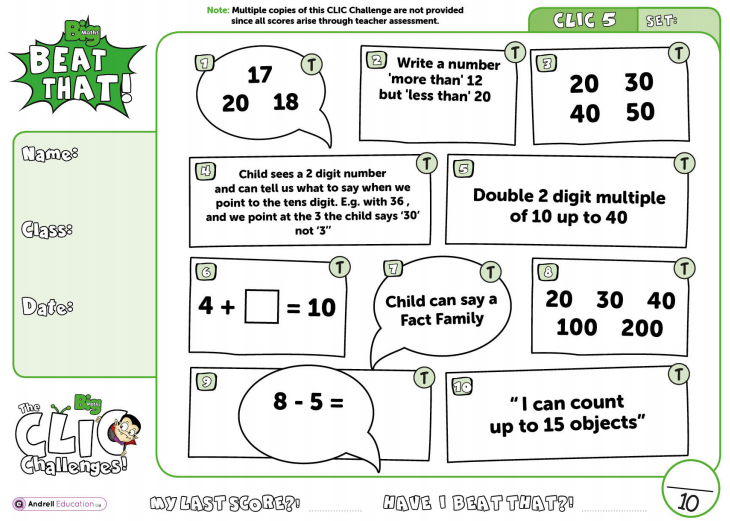 Note: Multiple copies of this CLIC Challenge are not provided
since all scores arise through teacher assessment.
CLIC 5 SET:
Big Maths
BEAT
THAT!
Name:
Class:
Date:
1 T
17
20 18
2 T
Write a number
'more than' 12
but 'less than' 20
3 T
20 30
40 50
4 T
Child sees a 2 digit number
and can tell us what to say when we
point to the tens digit. E.g. with 36 ,
and we point at the 3 the child says '30'
not '3"
5 T
Double 2 digit multiple
of 10 up to 40
6 T
4 + = 10
7 T
Child can say a
Fact Family
8 T
20 30 40
100 200
9 T
8 - 5 =
10 T
"I can count
up to 15 objects"
The Big Maths
CLIC
Challenges!
Andrell Education
MY LAST SCORE?! ............... HAVE I BEAT THAT?! ...............
10